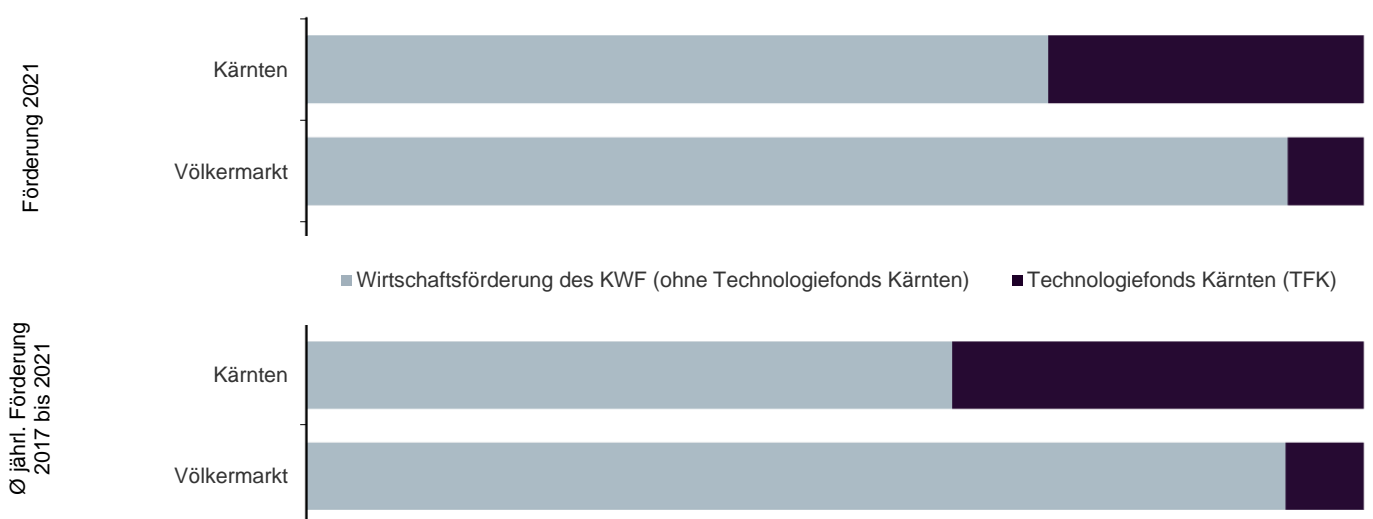 Förderung 2021
Kärnten
Völkermarkt
Wirtschaftsförderung des KWF (ohne Technologiefonds Kärnten)
Technologiefonds Kärnten (TFK)
Ø jährl. Förderung
2017 bis 2021
Kärnten
Völkermarkt